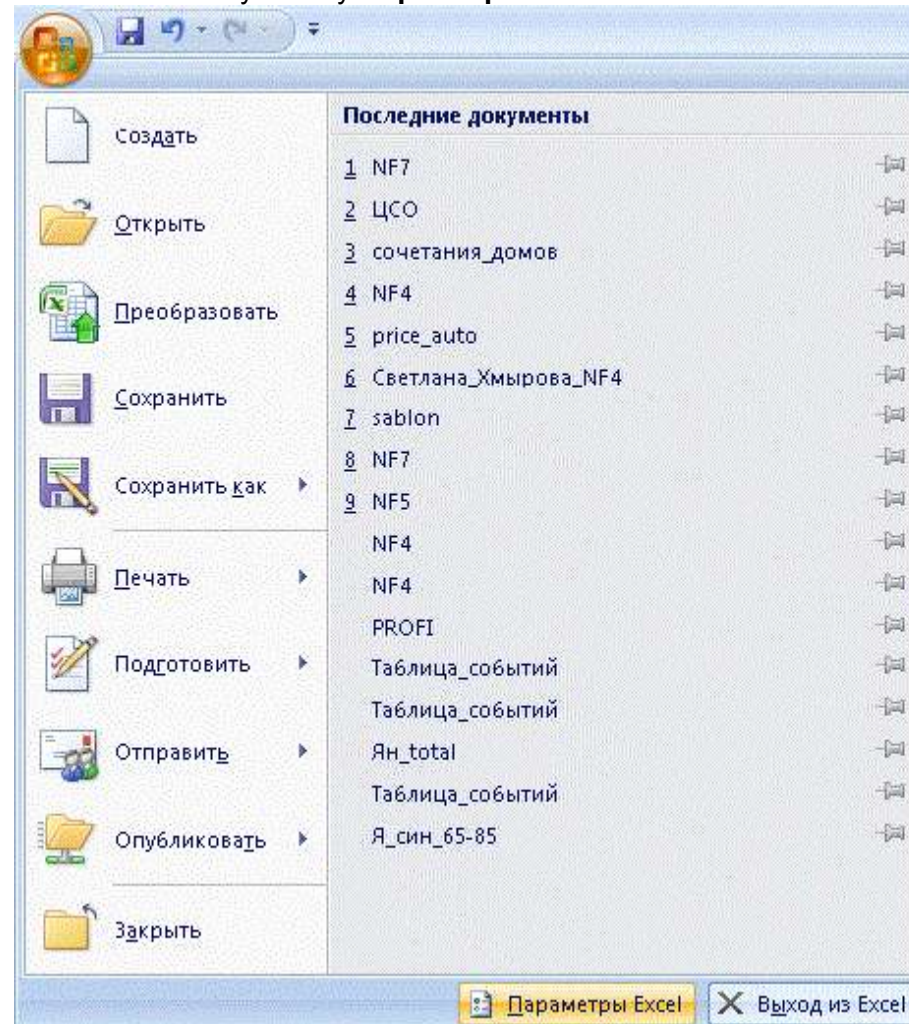 Создать
Открыть
Преобразовать
Сохранить
Сохранить как
Печать
Подготовить
Отправить
Опубликовать
Закрыть
Последние документы
1 NF7
2 ЦСО
3 сочетания_домов
4 NF4
5 price_auto
6 Светлана_Хмырова_NF4
7 sablon
8 NF7
9 NF5
NF4
NF4
PROFI
Таблица_событий
Таблица_событий
Ян_total
Таблица_событий
Я_син_65-85
Параметры Excel
Выход из Excel